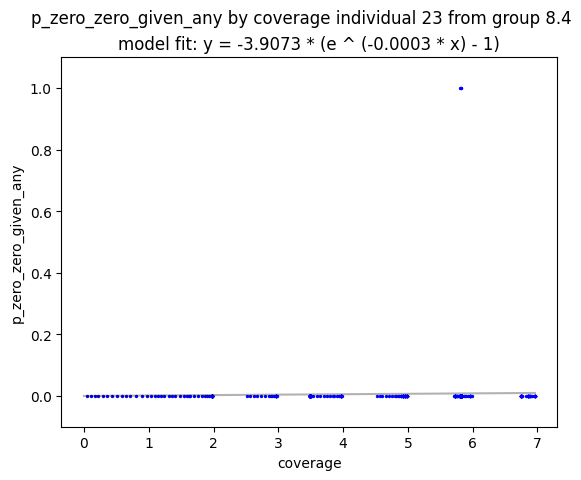 p_zero_zero_given_any by coverage individual 23 from group 8.4
model fit: y = -3.9073 * (e ^ (-0.0003 * x) - 1)
1.0
0.8
0.6
0.4
0.2
0.0
p_zero_zero_given_any
0 1 2 3 4 5 6 7
coverage